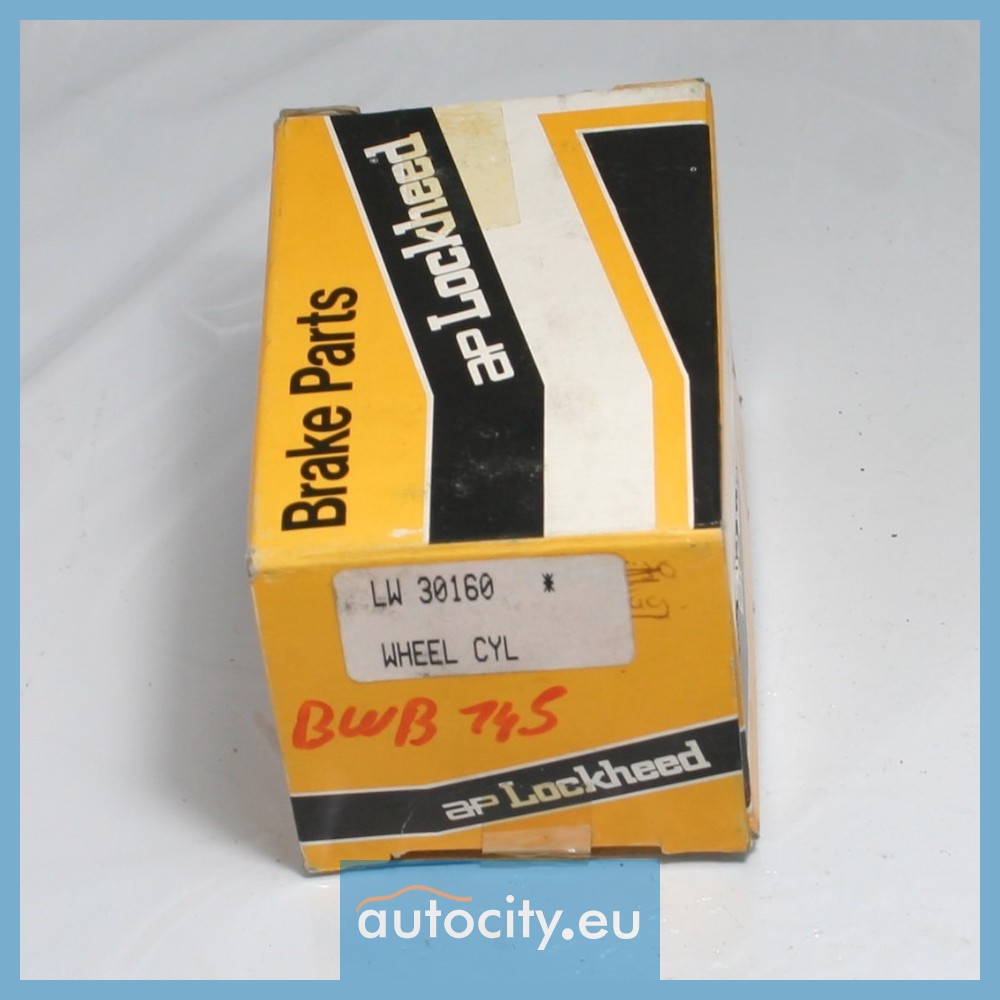 Brake Parts
aP Lockheed
LW 30160 *
WHEEL CYL
BWB 745
aP Lockheed
autocity.eu